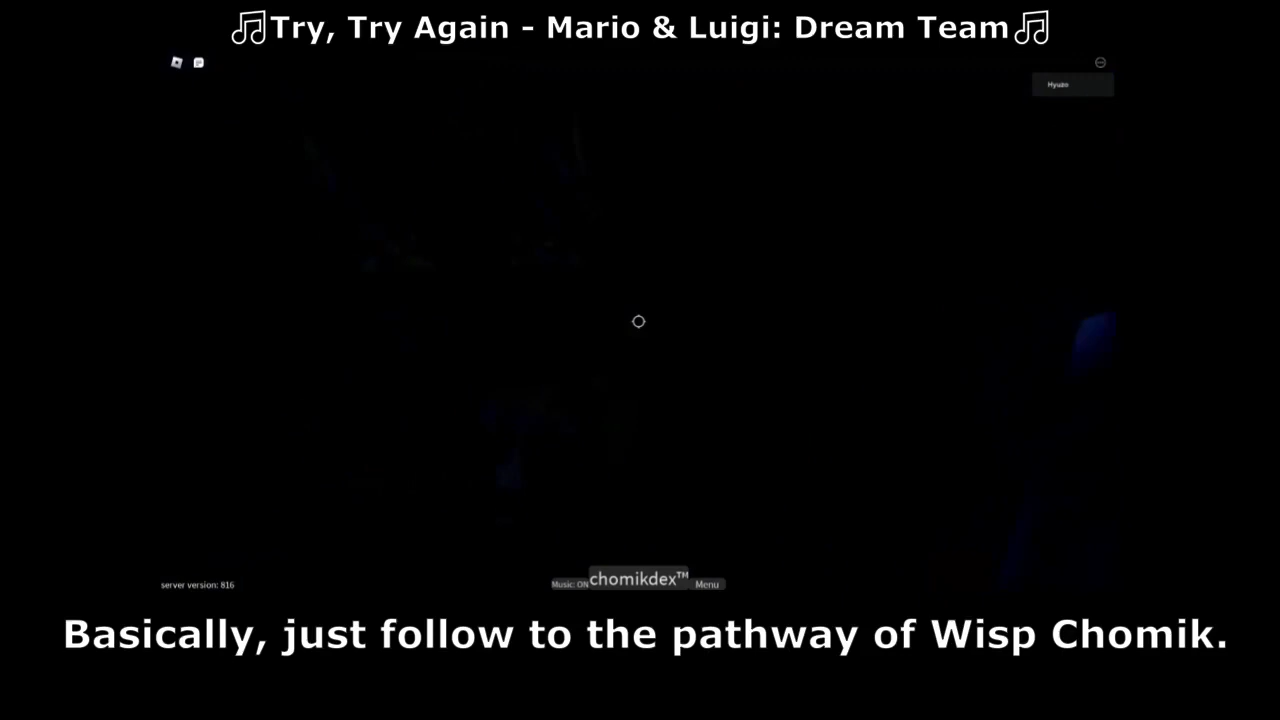 🎵Try, Try Again - Mario & Luigi: Dream Team🎵
Hyuzo
server version: 816
Music: ON
chomikdex™
Menu
Basically, just follow to the pathway of Wisp Chomik.